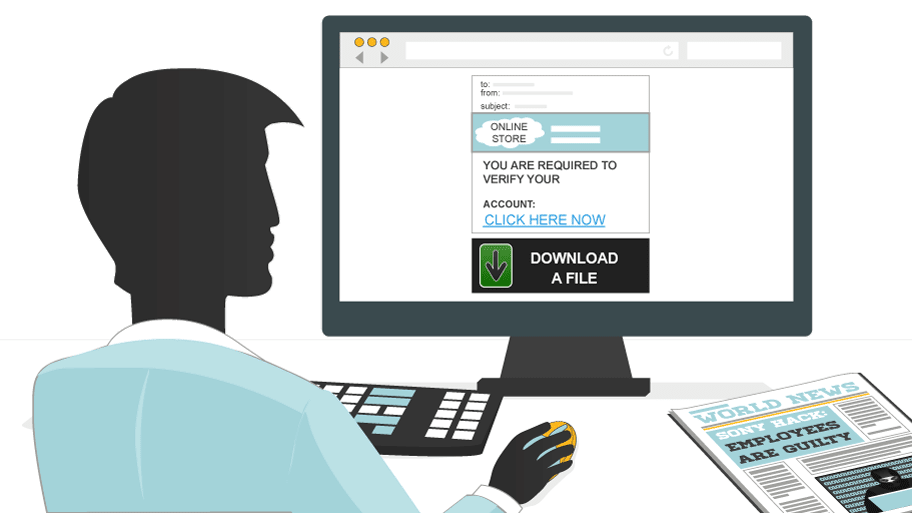 to:
from:
subject:
ONLINE
STORE
YOU ARE REQUIRED TO
VERIFY YOUR
ACCOUNT:
CLICK HERE NOW
DOWNLOAD
A FILE
WORLD NEWS
SONY HACK:
EMPLOYEES
ARE GUILTY